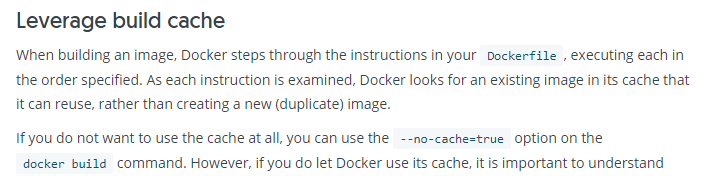 Leverage build cache
When building an image, Docker steps through the instructions in your Dockerfile , executing each in
the order specified. As each instruction is examined, Docker looks for an existing image in its cache that
it can reuse, rather than creating a new (duplicate) image.
If you do not want to use the cache at all, you can use the --no-cache=true option on the
docker build command. However, if you do let Docker use its cache, it is important to understand